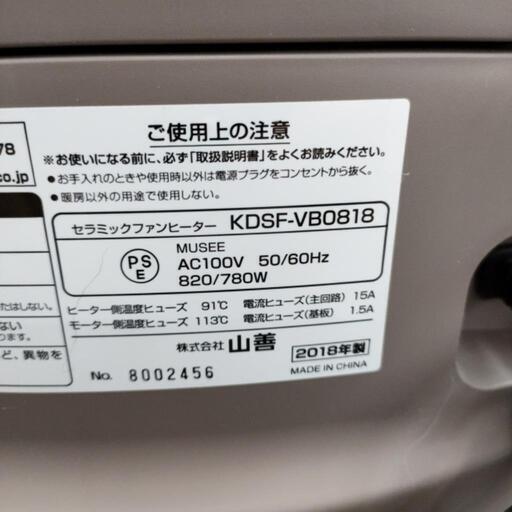 ご使用上の注意
※お使いになる前に、必ず「取扱説明書」をよくお読みください。
●お手入れのときや使用時以外は電源プラグをコンセントから抜く。
●暖房以外の用途で使用しない。
セラミックファンヒーター KDSF-VB0818
PS
E
MUSEE
AC100V 50/60Hz
820/780W
ヒーター側温度ヒューズ 91℃ 電流ヒューズ(主回路) 15A
モーター側温度ヒューズ 113℃ 電流ヒューズ(基板) 1.5A
株式会社 山善
2018年製
MADE IN CHINA
No. 8002456
78
co.jp
しない。
ない
ります。
ど、異物を